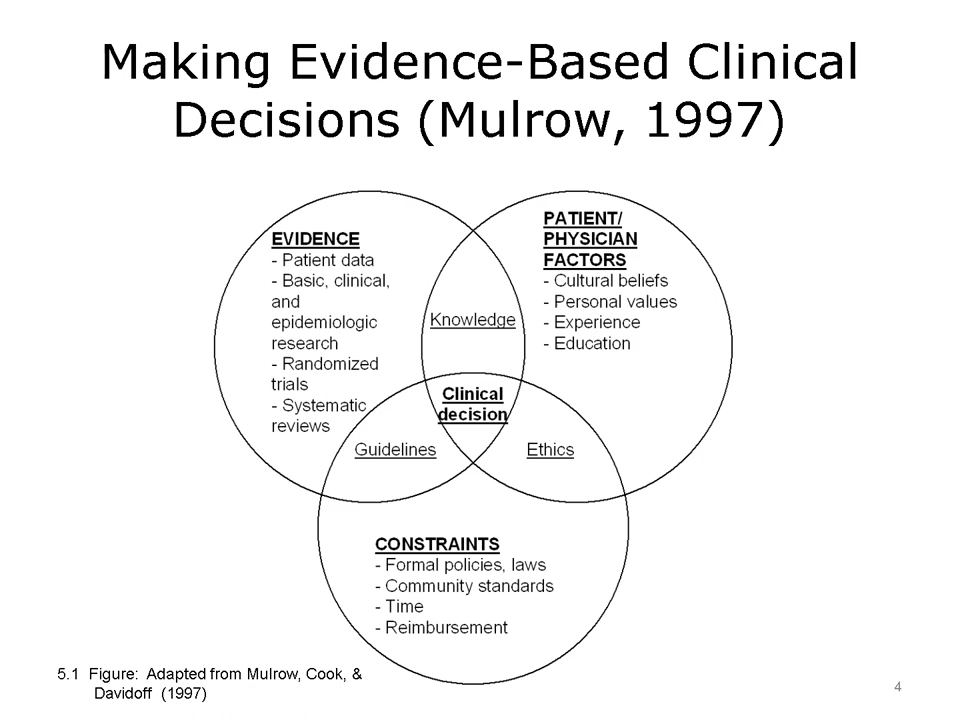 Making Evidence-Based Clinical
Decisions (Mulrow, 1997)
EVIDENCE
- Patient data
- Basic, clinical,
and
epidemiologic
research
- Randomized
trials
- Systematic
reviews
Knowledge
PATIENT/
PHYSICIAN
FACTORS
- Cultural beliefs
- Personal values
- Experience
- Education
Clinical
decision
Guidelines
Ethics
CONSTRAINTS
- Formal policies, laws
- Community standards
- Time
- Reimbursement
5.1 Figure: Adapted from Mulrow, Cook, &
Davidoff (1997)
4